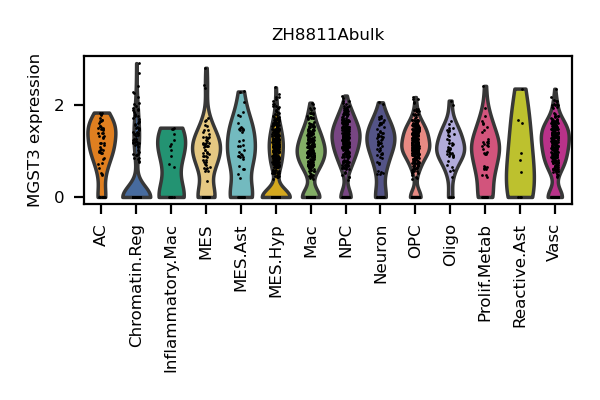 ZH8811Abulk
MGST3 expression
2
0
AC
Chromatin.Reg
Inflammatory.Mac
MES
MES.Ast
MES.Hyp
Mac
NPC
Neuron
OPC
Oligo
Prolif.Metab
Reactive.Ast
Vasc